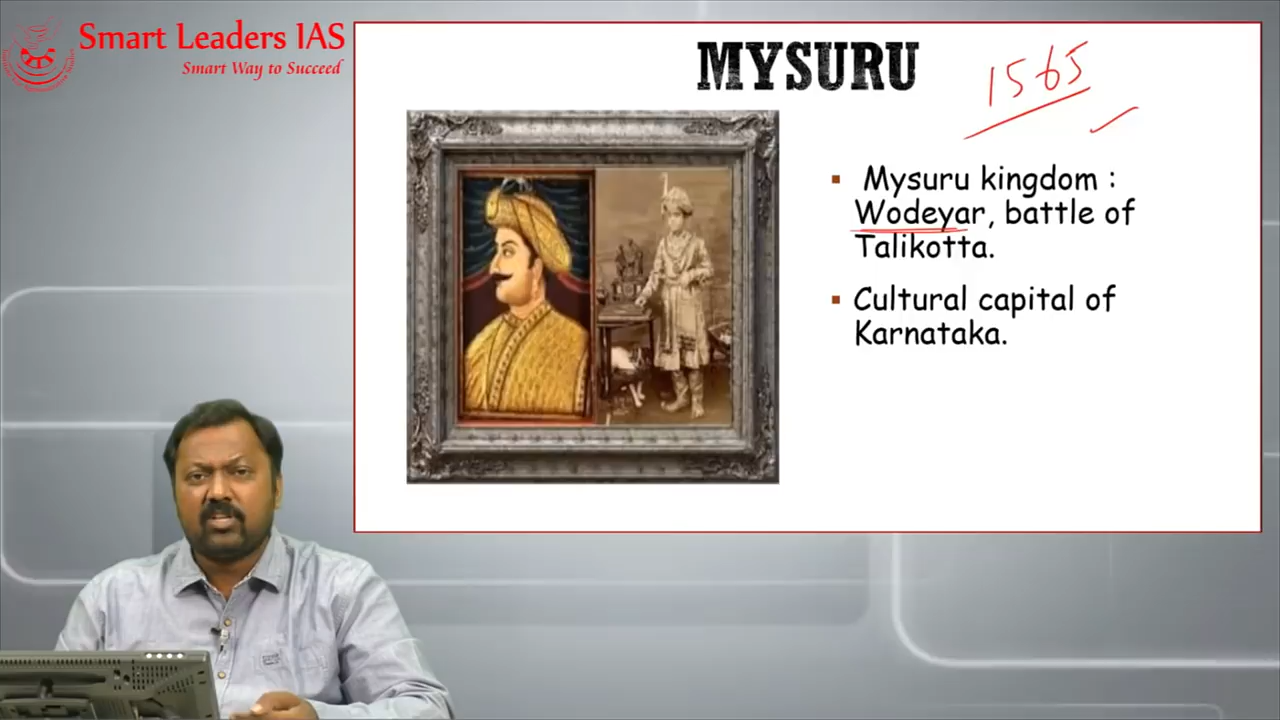 Smart Leaders IAS
Smart Way to Succeed
MYSURU
1565
▪ Mysuru kingdom :
Wodeyar, battle of
Talikotta.
▪ Cultural capital of
Karnataka.